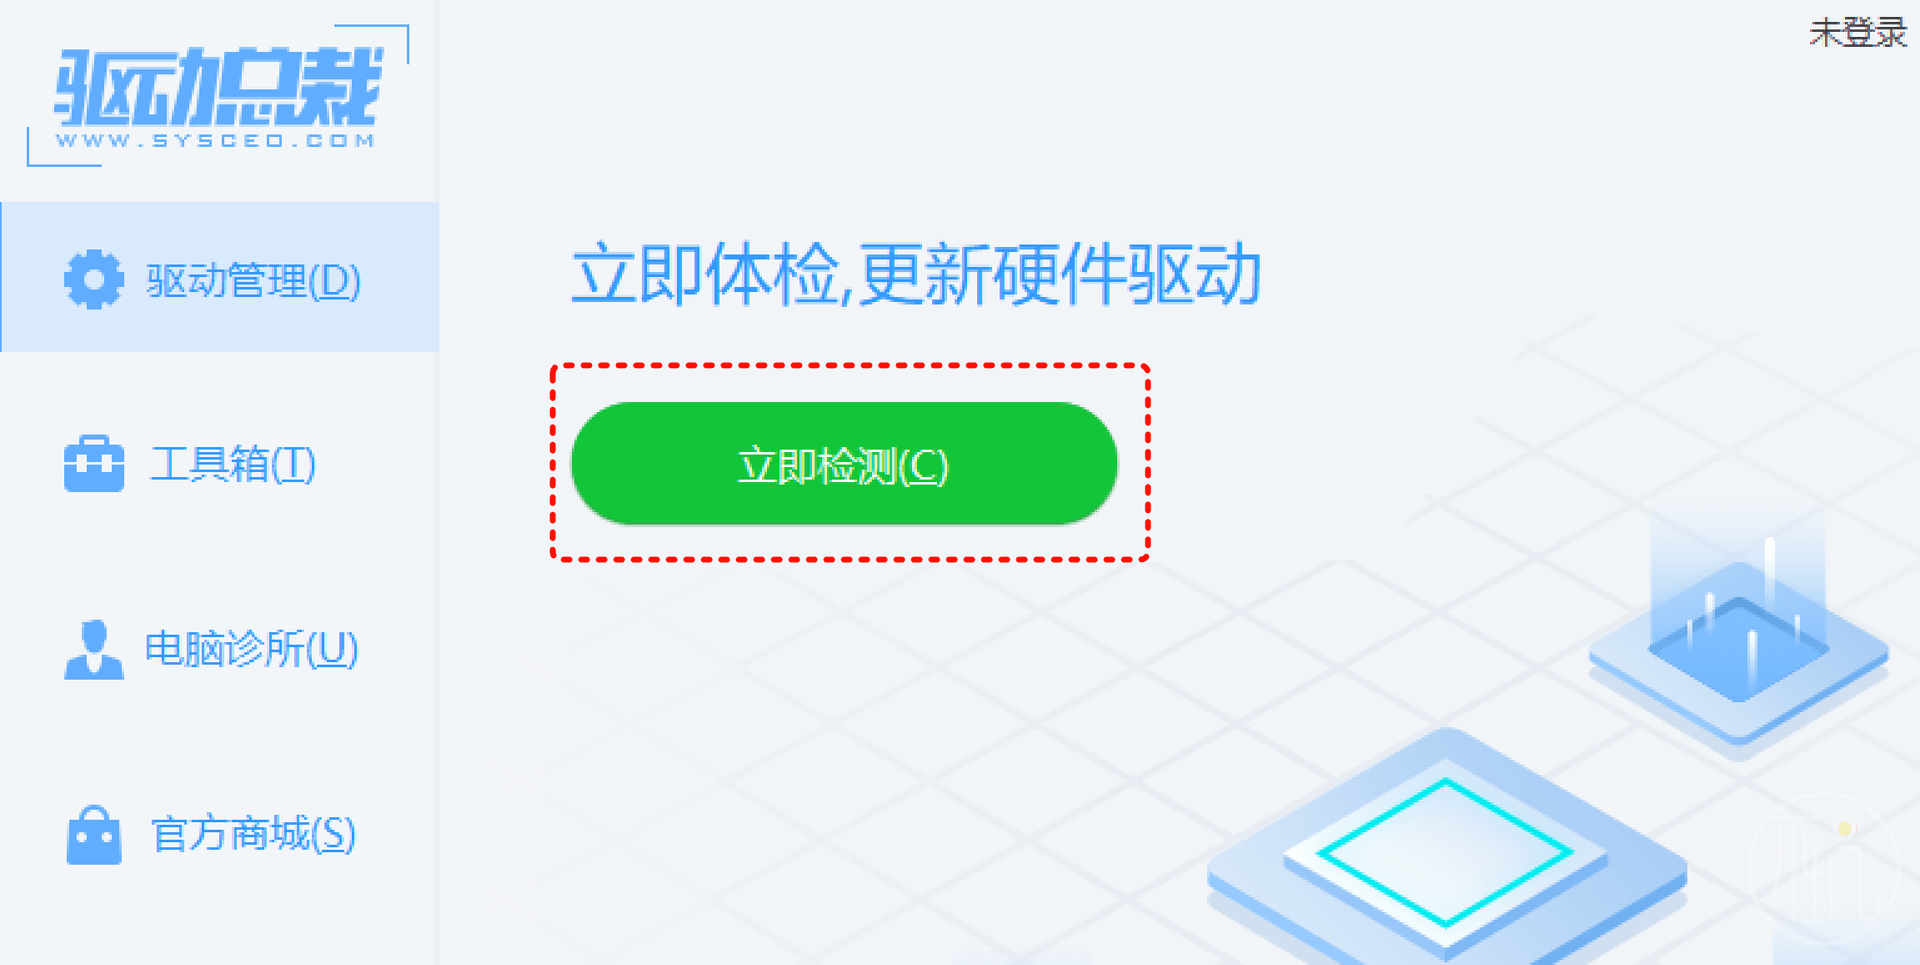 驱动总裁
WWW.SYSCEO.COM
未登录
驱动管理(D)
工具箱(T)
电脑诊所(U)
官方商城(S)
立即体检,更新硬件驱动
立即检测(C)